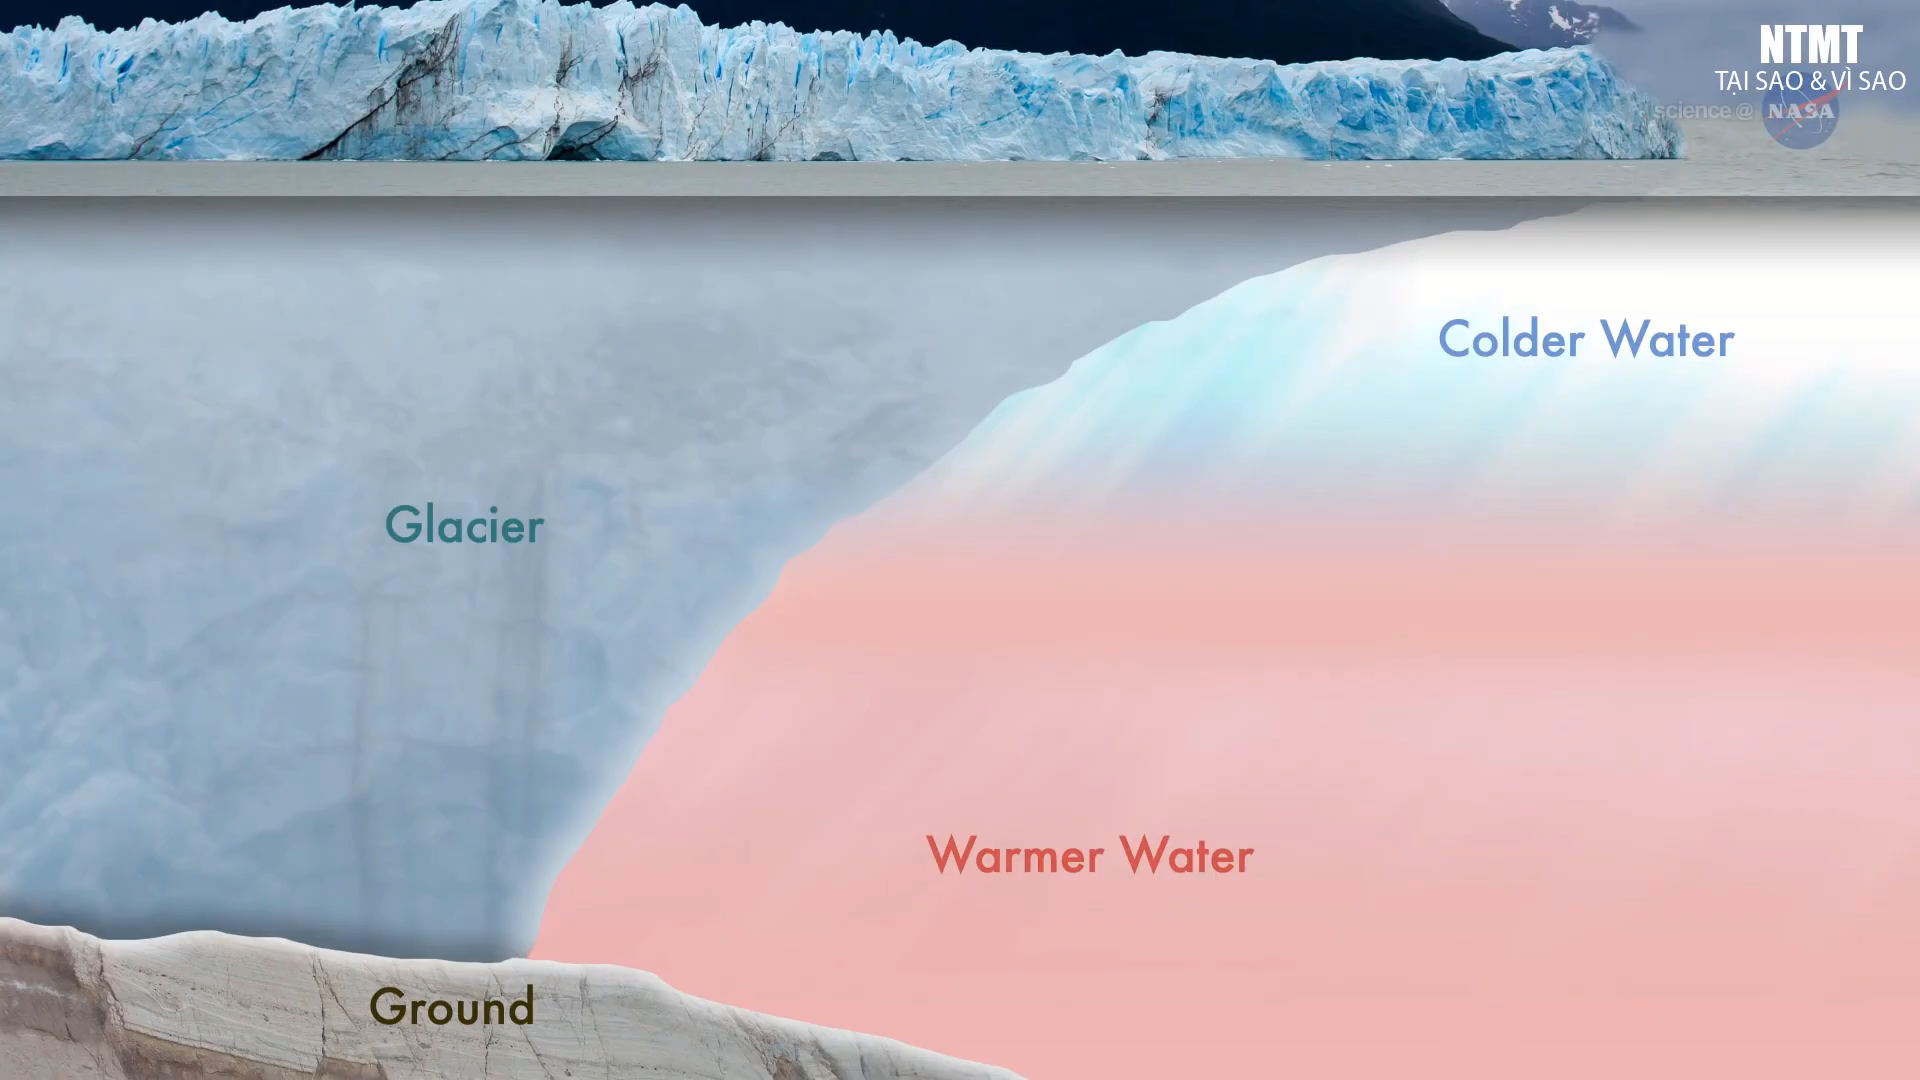 NTMT
TẠI SAO & VÌ SAO
science @ NASA
Colder Water
Glacier
Warmer Water
Ground